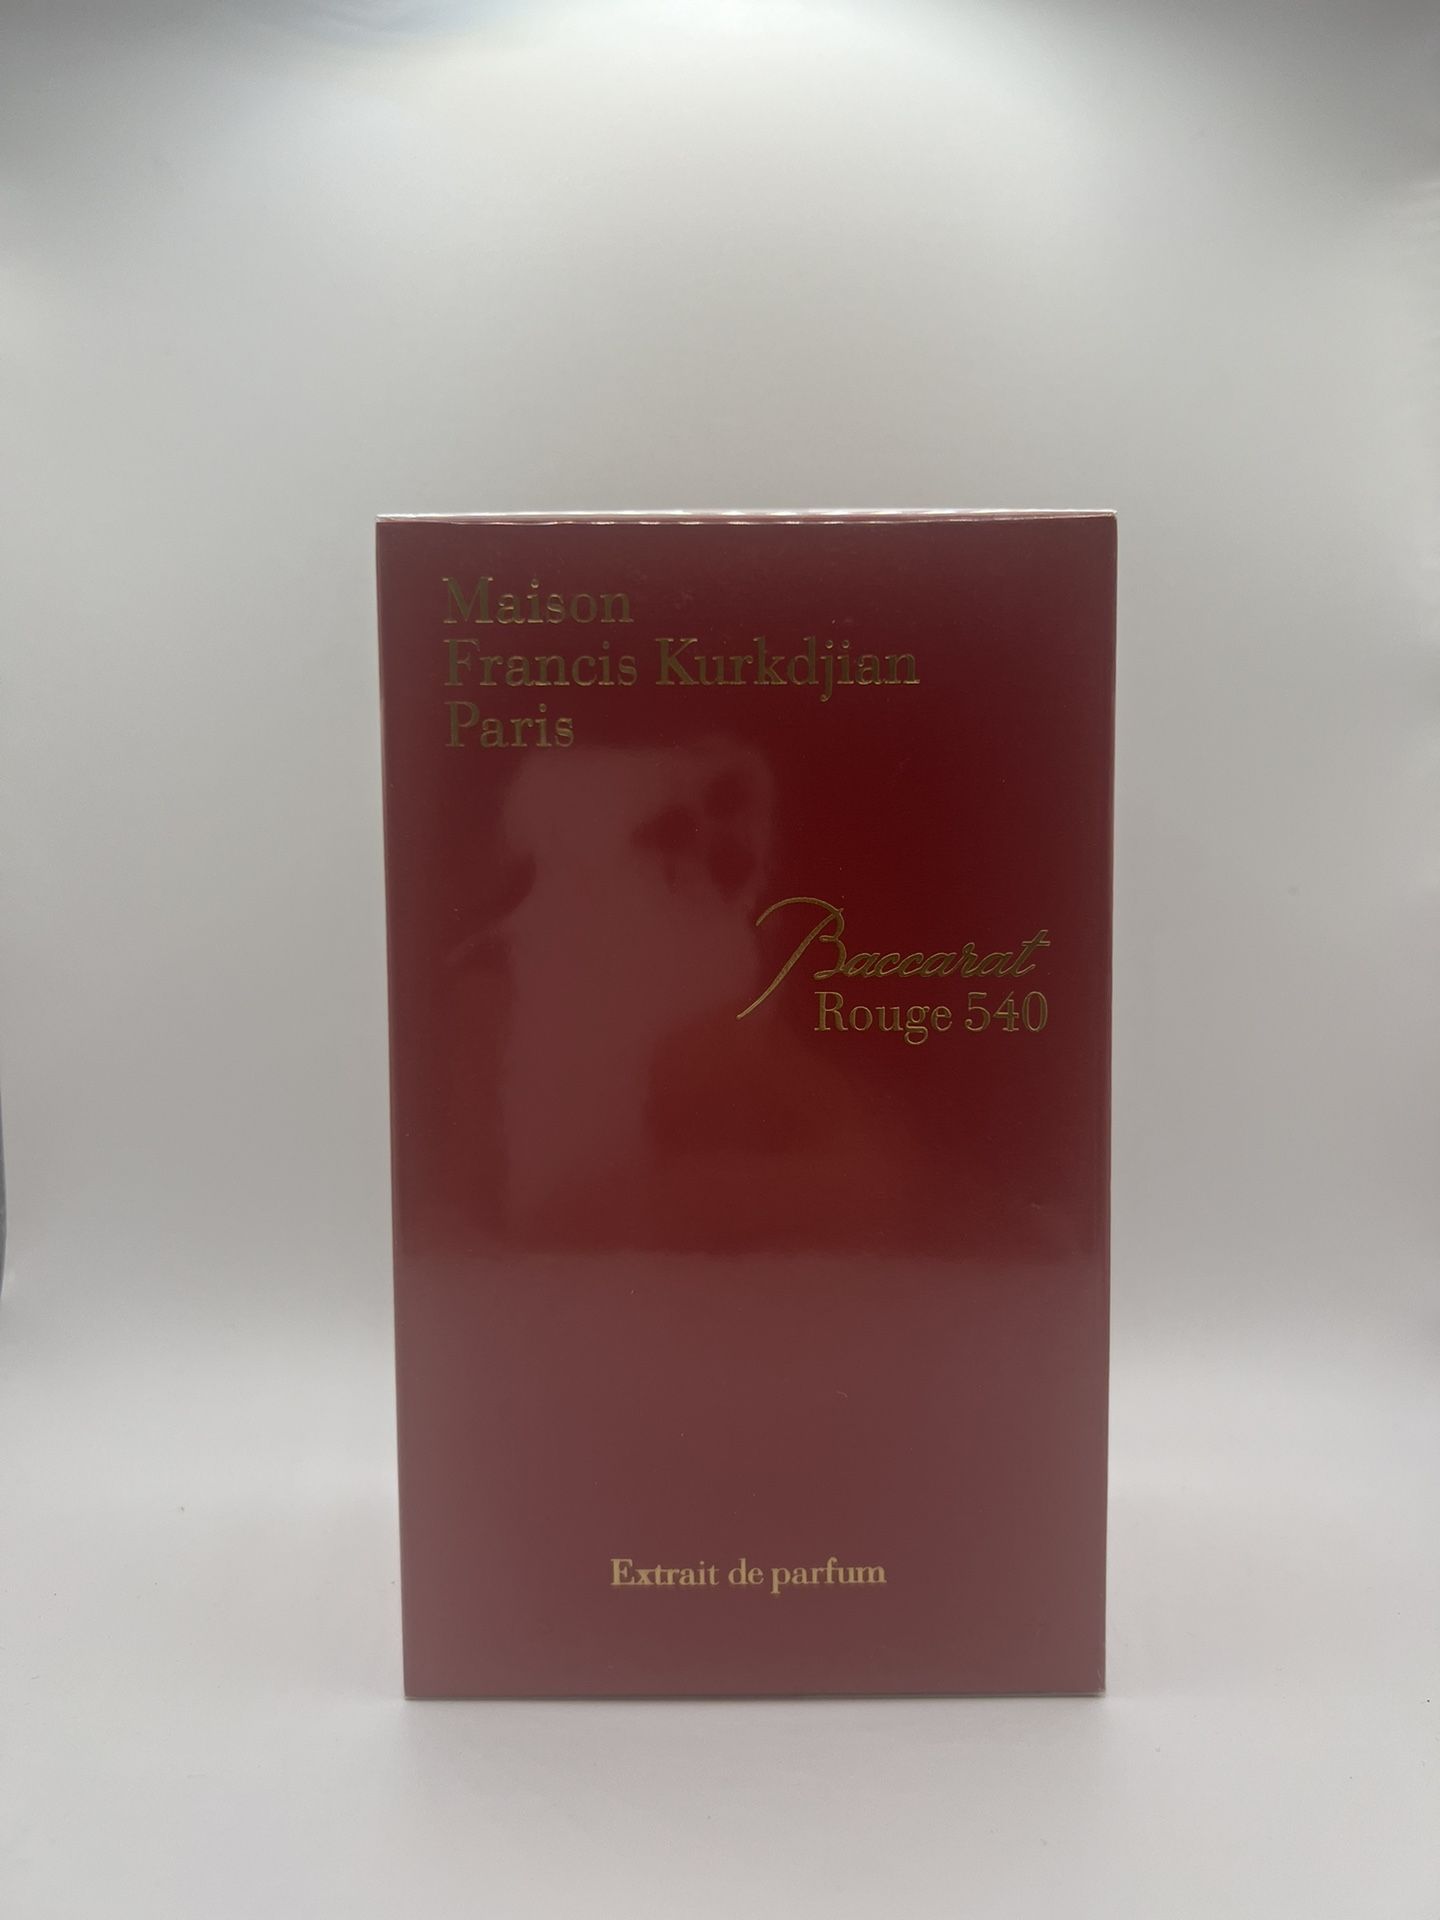 Maison
Francis Kurkdjian
Paris
Baccarat
Rouge 540
Extrait de parfum